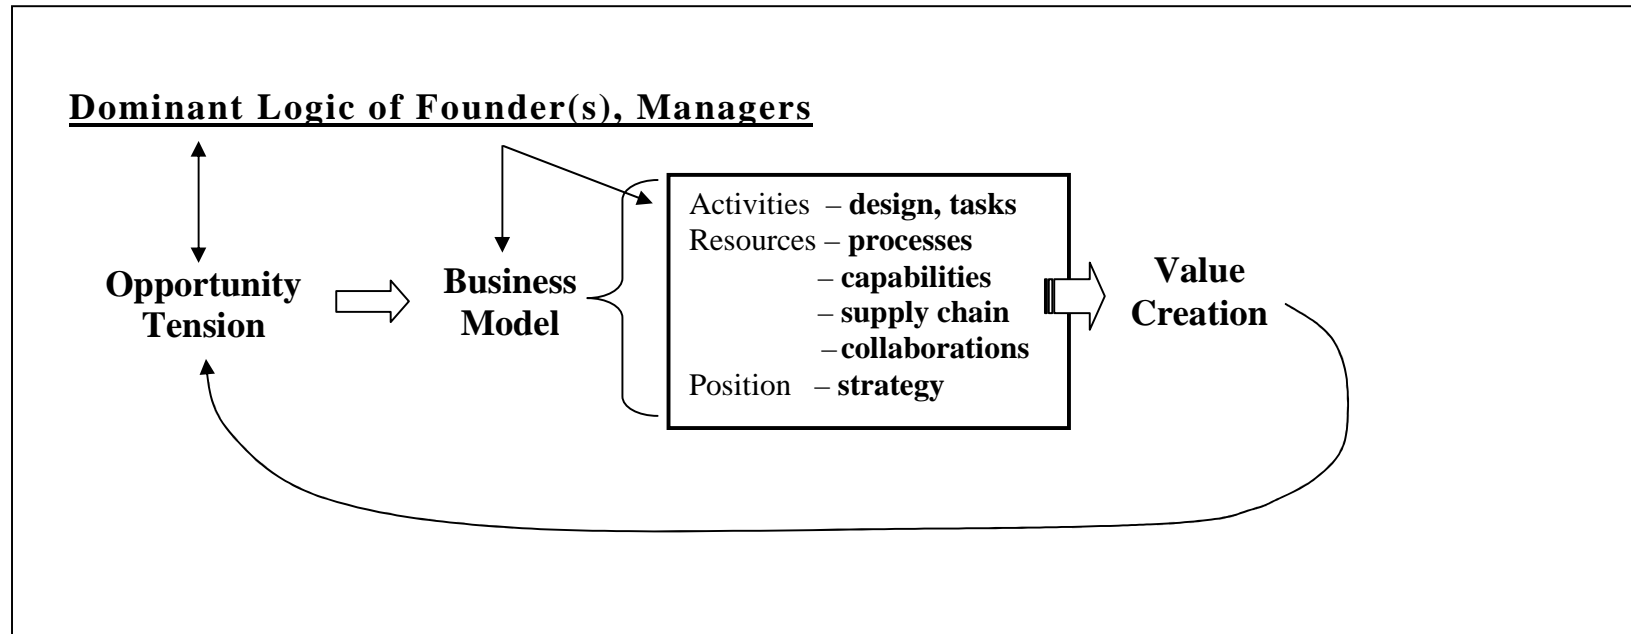 Dominant Logic of Founder(s), Managers
Opportunity
Tension
Business
Model
Activities – design, tasks
Resources – processes
– capabilities
– supply chain
– collaborations
Position – strategy
Value
Creation